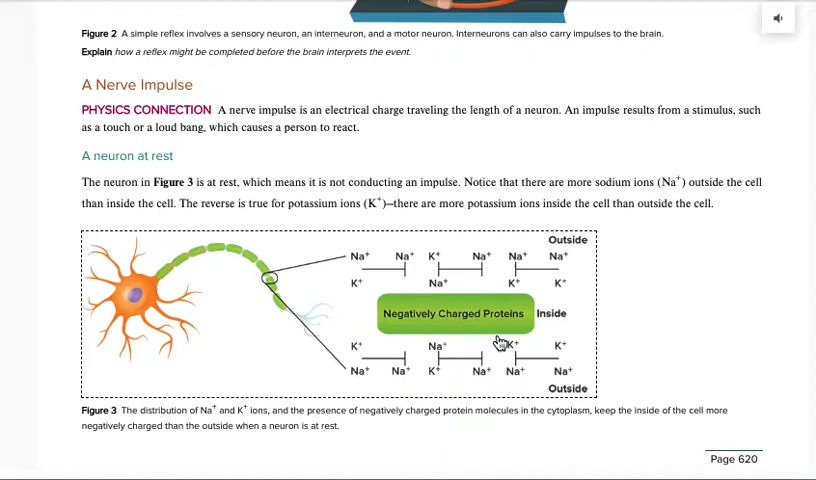 Figure 2 A simple reflex involves a sensory neuron, an interneuron, and a motor neuron. Interneurons can also carry impulses to the brain.
Explain how a reflex might be completed before the brain interprets the event.
A Nerve Impulse
PHYSICS CONNECTION A nerve impulse is an electrical charge traveling the length of a neuron. An impulse results from a stimulus, such
as a touch or a loud bang, which causes a person to react.
A neuron at rest
The neuron in Figure 3 is at rest, which means it is not conducting an impulse. Notice that there are more sodium ions (Na⁺) outside the cell
than inside the cell. The reverse is true for potassium ions (K⁺)—there are more potassium ions inside the cell than outside the cell.
Outside
Na⁺ Na⁺ K⁺ Na⁺ Na⁺ Na⁺
K⁺ Na⁺ K⁺ K⁺
Negatively Charged Proteins Inside
K⁺ Na⁺ K⁺ K⁺
Na⁺ Na⁺ K⁺ Na⁺ Na⁺ Na⁺
Outside
Figure 3 The distribution of Na⁺ and K⁺ ions, and the presence of negatively charged protein molecules in the cytoplasm, keep the inside of the cell more
negatively charged than the outside when a neuron is at rest.
Page 620